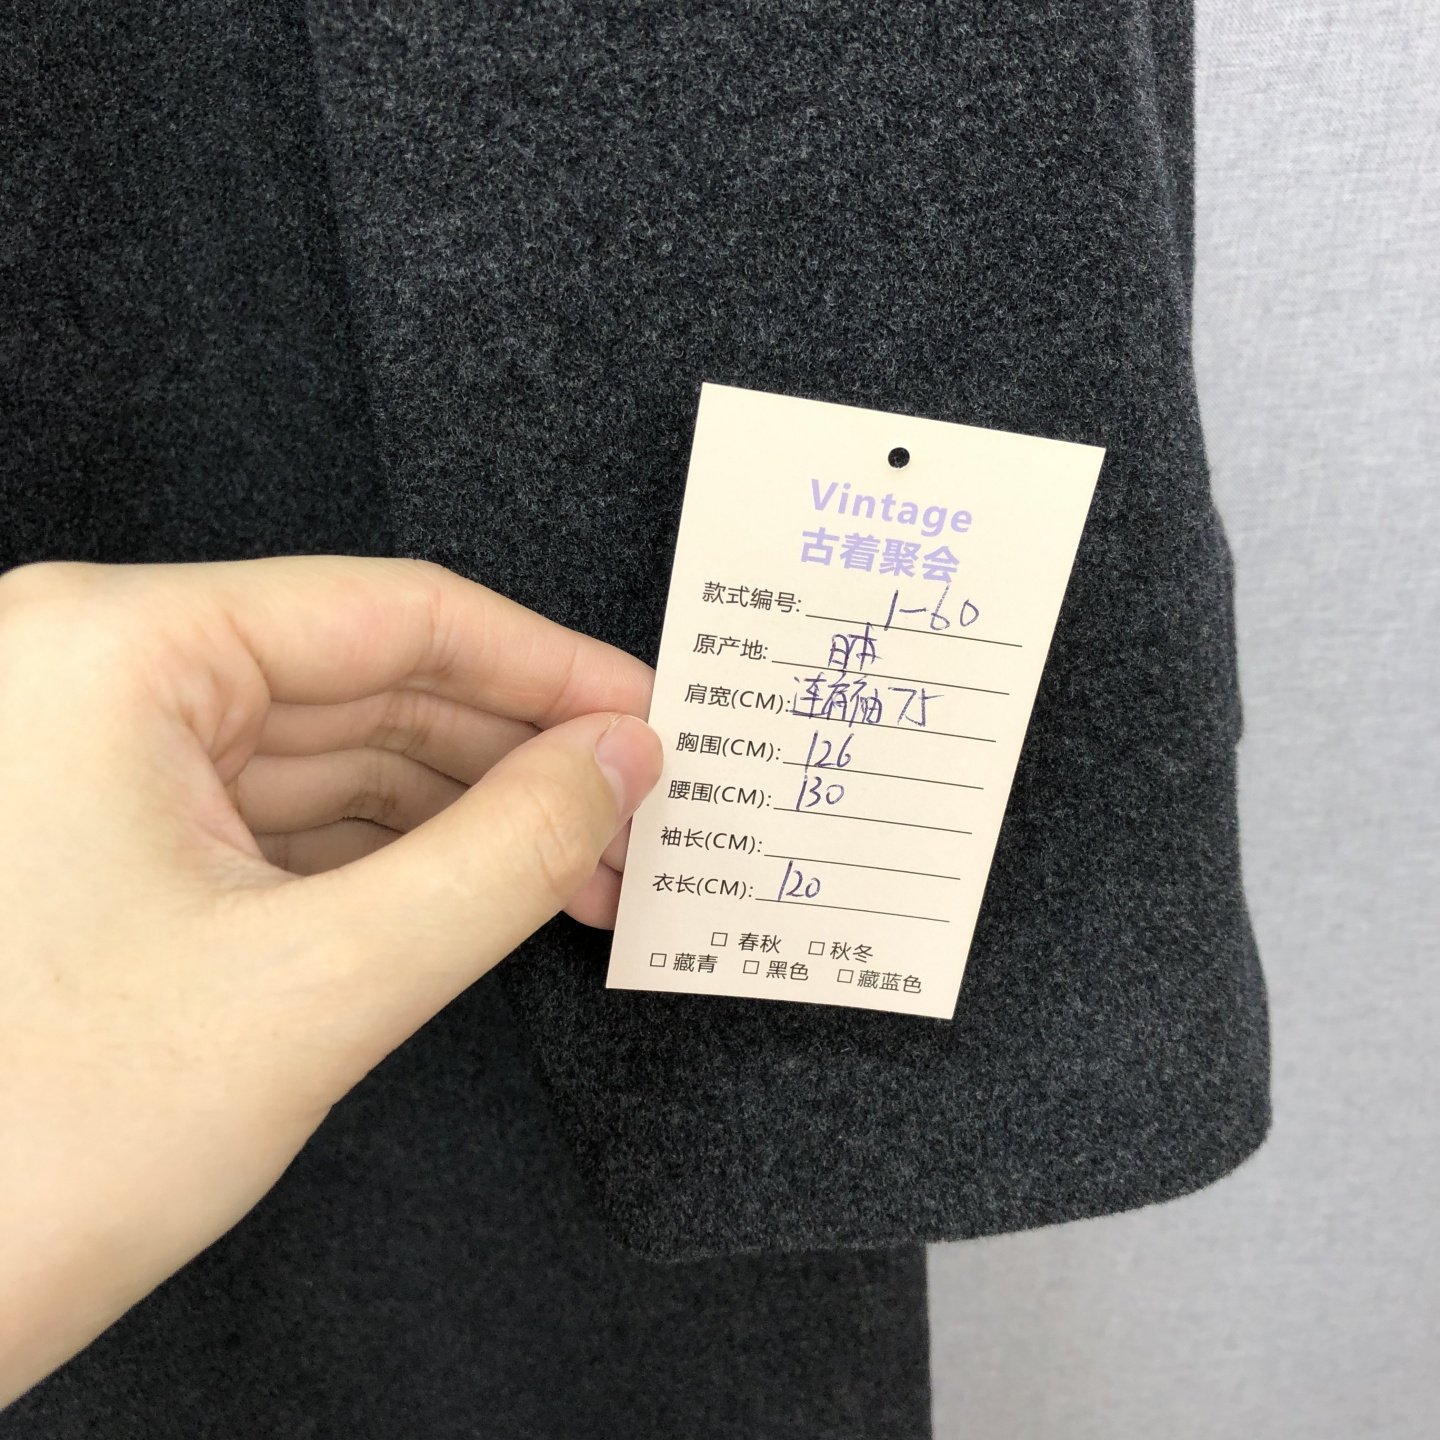 Vintage
古着聚会
款式编号: 1-60
原产地: 日本
肩宽(CM): 连肩袖 75
胸围(CM): 126
腰围(CM): 130
袖长(CM):
衣长(CM): 120
□ 春秋 □ 秋冬
□ 藏青 □ 黑色 □ 藏蓝色